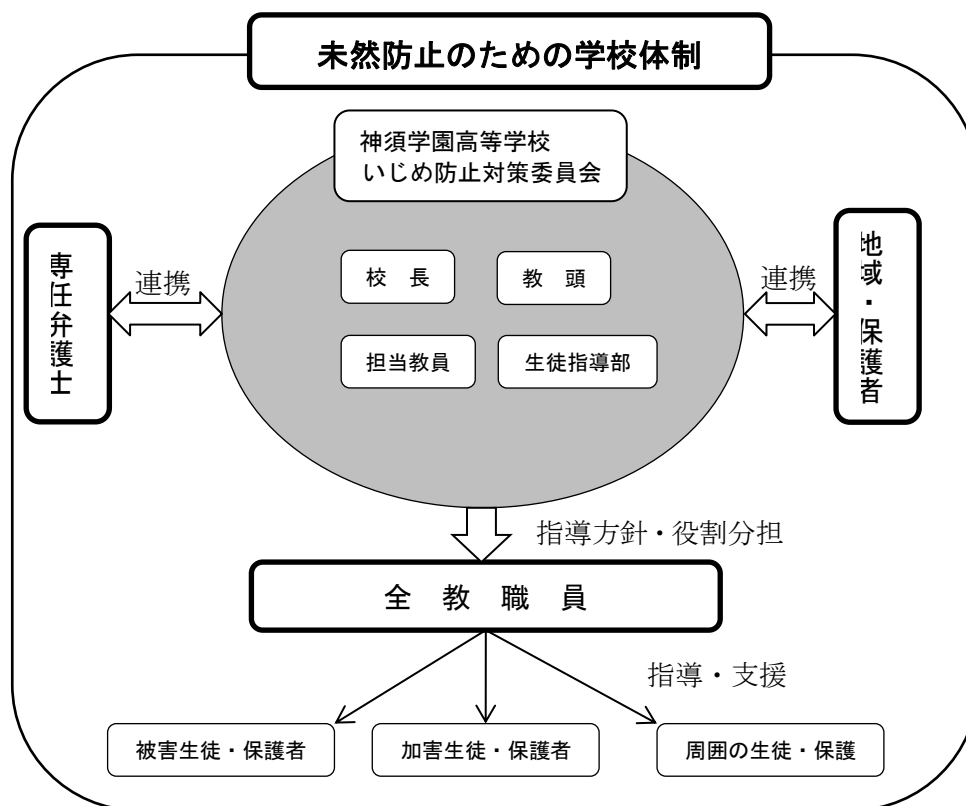 未然防止のための学校体制
神須学園高等学校
いじめ防止対策委員会
校　長
教　頭
担当教員
生徒指導部
専任弁護士
連携
連携
地域・保護者
指導方針・役割分担
全　教　職　員
指導・支援
被害生徒・保護者
加害生徒・保護者
周囲の生徒・保護